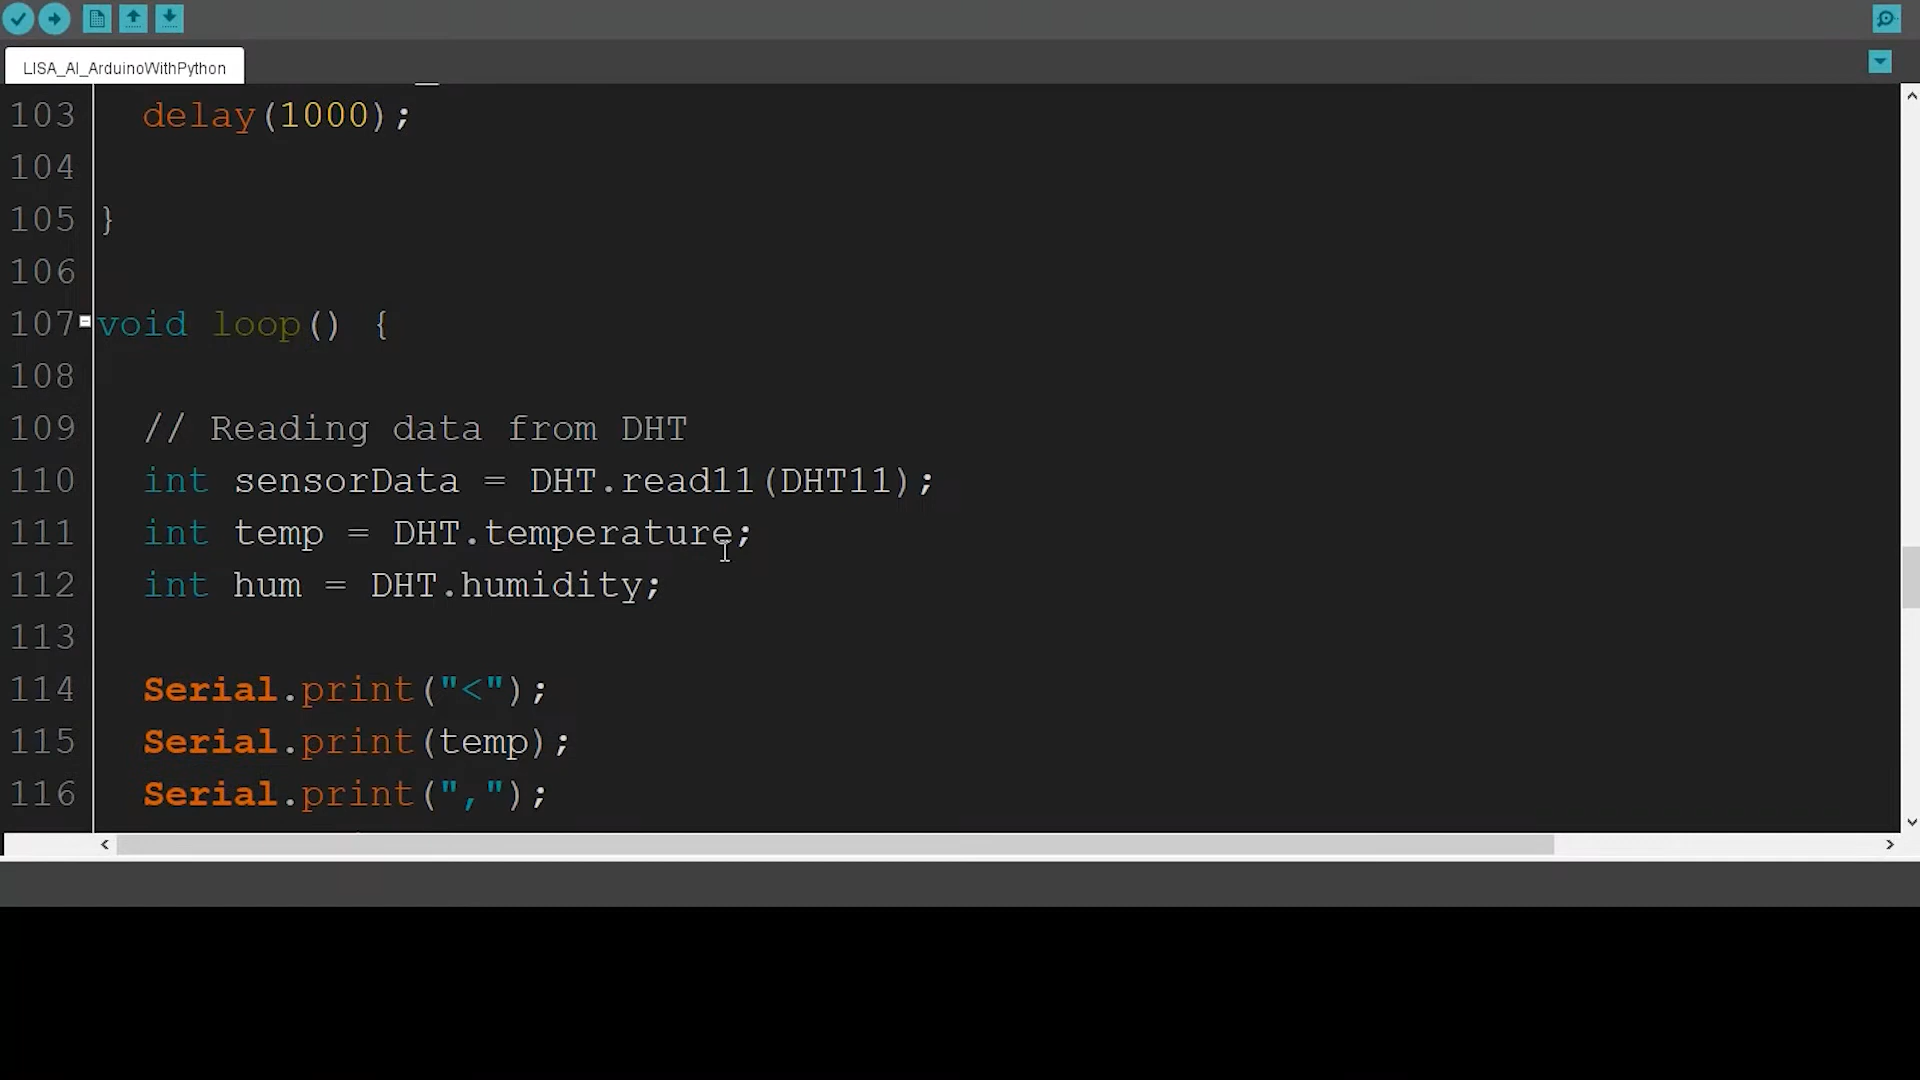 LISA_AI_ArduinoWithPython
103 delay(1000);
104
105 }
106
107 void loop() {
108
109 // Reading data from DHT
110 int sensorData = DHT.read11(DHT11);
111 int temp = DHT.temperature;
112 int hum = DHT.humidity;
113
114 Serial.print("<");
115 Serial.print(temp);
116 Serial.print(",");